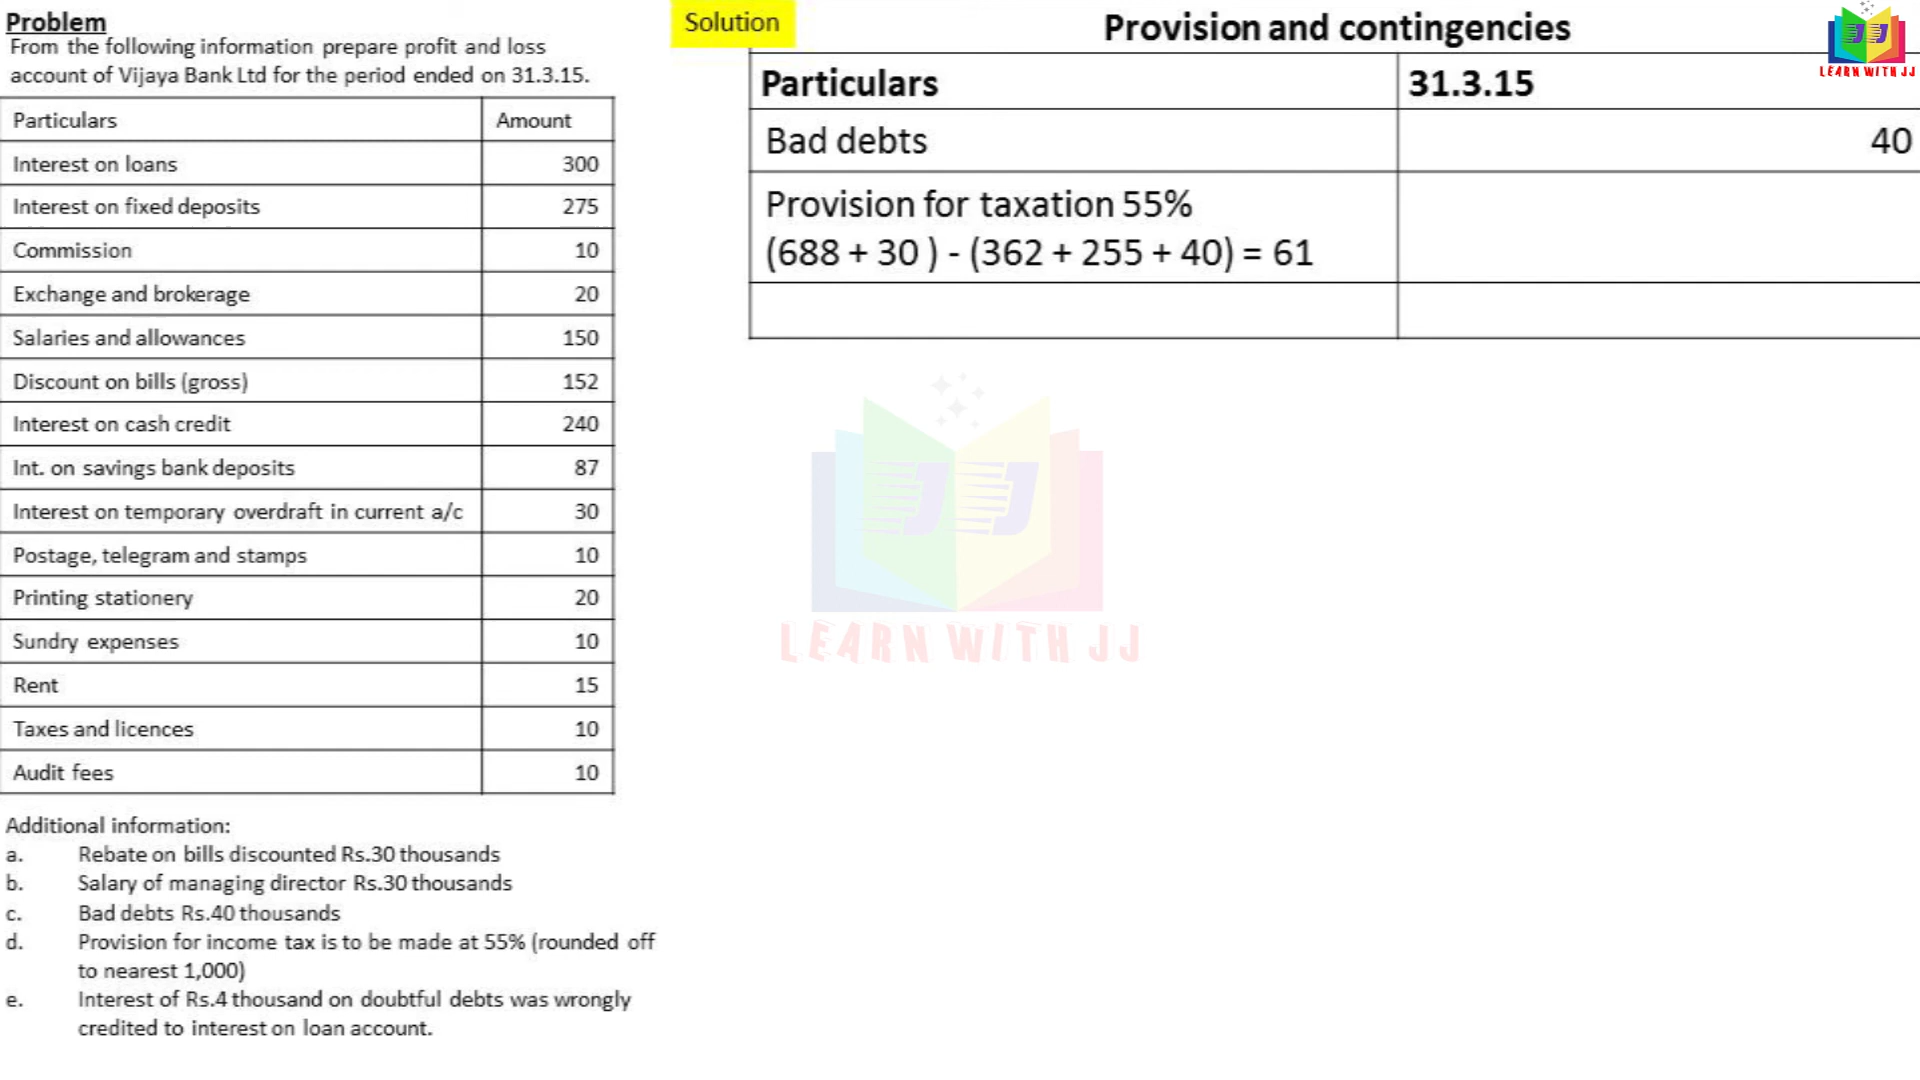 Problem
From the following information prepare profit and loss
account of Vijaya Bank Ltd for the period ended on 31.3.15.
Particulars Amount
Interest on loans 300
Interest on fixed deposits 275
Commission 10
Exchange and brokerage 20
Salaries and allowances 150
Discount on bills (gross) 152
Interest on cash credit 240
Int. on savings bank deposits 87
Interest on temporary overdraft in current a/c 30
Postage, telegram and stamps 10
Printing stationery 20
Sundry expenses 10
Rent 15
Taxes and licences 10
Audit fees 10
Additional information:
a. Rebate on bills discounted Rs.30 thousands
b. Salary of managing director Rs.30 thousands
c. Bad debts Rs.40 thousands
d. Provision for income tax is to be made at 55% (rounded off
to nearest 1,000)
e. Interest of Rs.4 thousand on doubtful debts was wrongly
credited to interest on loan account.
Solution
Provision and contingencies
Particulars 31.3.15
Bad debts 40
Provision for taxation 55%
(688 + 30 ) - (362 + 255 + 40) = 61
JJ
LEARN WITH JJ
JJ
LEARN WITH JJ